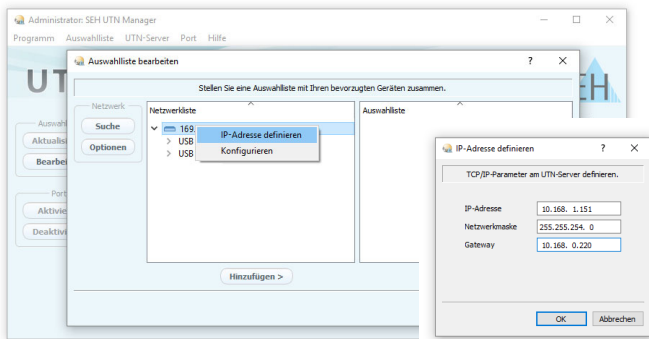 Administrator: SEH UTN Manager
Programm Auswahlliste UTN-Server Port Hilfe
Auswahlliste bearbeiten ? ×
UT
SEH
Stellen Sie eine Auswahlliste mit Ihren bevorzugten Geräten zusammen.
Netzwerk
Suche
Optionen
Netzwerkliste
169.
USB
USB
IP-Adresse definieren
Konfigurieren
Auswahlliste
Hinzufügen >
Port
IP-Adresse definieren ? ×
TCP/IP-Parameter am UTN-Server definieren.
IP-Adresse 10.168. 1.151
Netzwerkmaske 255.255.254. 0
Gateway 10.168. 0.220
OK Abbrechen